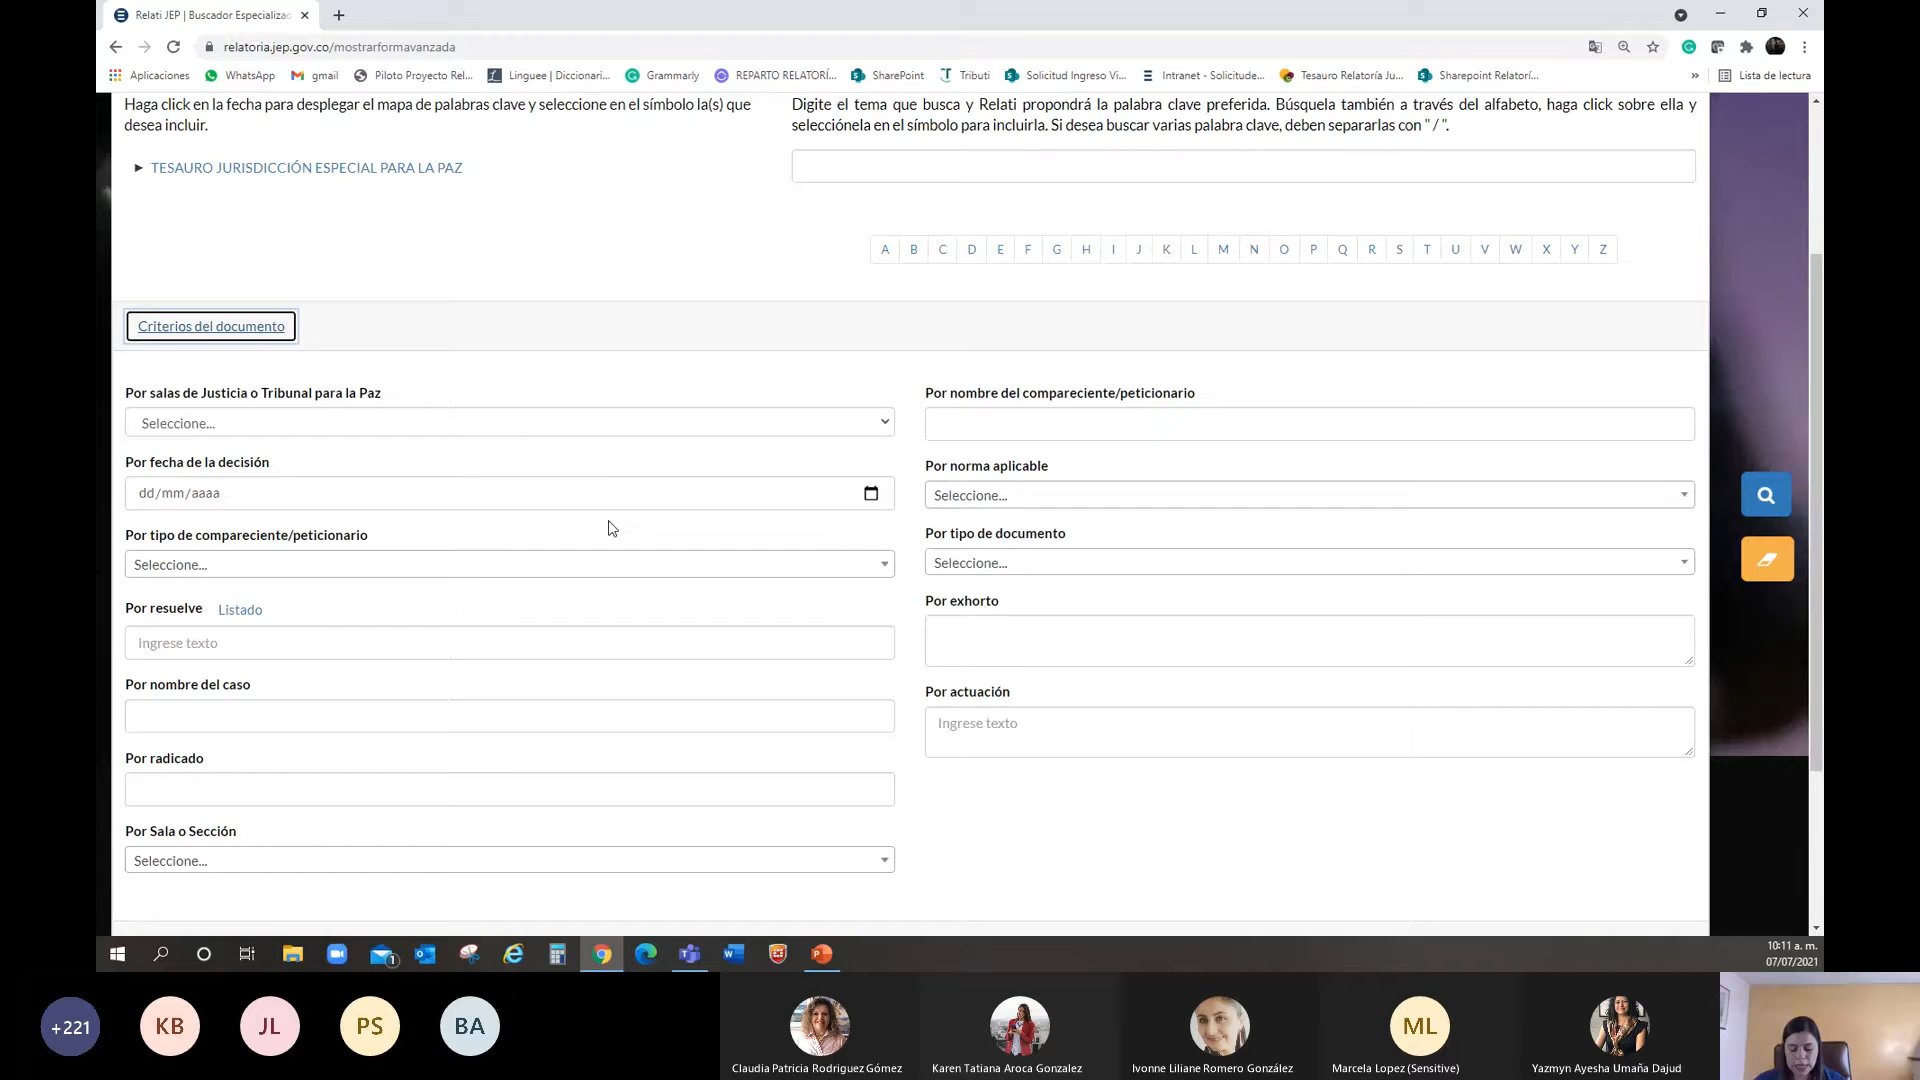 Relati JEP | Buscador Especializad
relatoria.jep.gov.co/mostrarformavanzada
Aplicaciones
WhatsApp
gmail
Piloto Proyecto Rel...
Linguee | Diccionari...
Grammarly
REPARTO RELATORÍ...
SharePoint
Tributi
Solicitud Ingreso Vi...
Intranet - Solicitude...
Tesauro Relatoría Ju...
Sharepoint Relatorí...
»
Lista de lectura
Haga click en la fecha para desplegar el mapa de palabras clave y seleccione en el símbolo la(s) que
desea incluir.
TESAURO JURISDICCIÓN ESPECIAL PARA LA PAZ
Digite el tema que busca y Relati propondrá la palabra clave preferida. Búsquela también a través del alfabeto, haga click sobre ella y
selecciónela en el símbolo para incluirla. Si desea buscar varias palabra clave, deben separarlas con " / ".
A B C D E F G H I J K L M N O P Q R S T U V W X Y Z
Criterios del documento
Por salas de Justicia o Tribunal para la Paz
Seleccione...
Por fecha de la decisión
dd/mm/aaaa
Por tipo de compareciente/peticionario
Seleccione...
Por resuelve Listado
Ingrese texto
Por nombre del caso
Por radicado
Por Sala o Sección
Seleccione...
Por nombre del compareciente/peticionario
Por norma aplicable
Seleccione...
Por tipo de documento
Seleccione...
Por exhorto
Por actuación
Ingrese texto
1
10:11 a. m.
07/07/2021
+221
KB
JL
PS
BA
ML
Claudia Patricia Rodriguez Gómez
Karen Tatiana Aroca Gonzalez
Ivonne Liliane Romero González
Marcela Lopez (Sensitive)
Yazmyn Ayesha Umaña Dajud